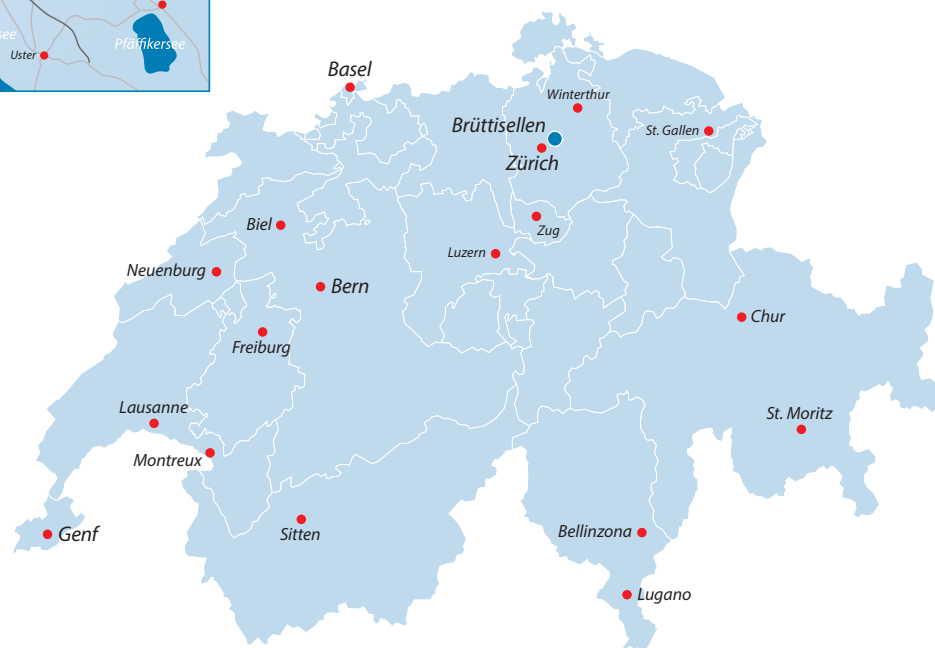 see
Pfäffikersee
Uster
Basel
Winterthur
Brüttisellen
St. Gallen
Zürich
Biel
Zug
Luzern
Neuenburg
Bern
Chur
Freiburg
Lausanne
St. Moritz
Montreux
Genf
Sitten
Bellinzona
Lugano